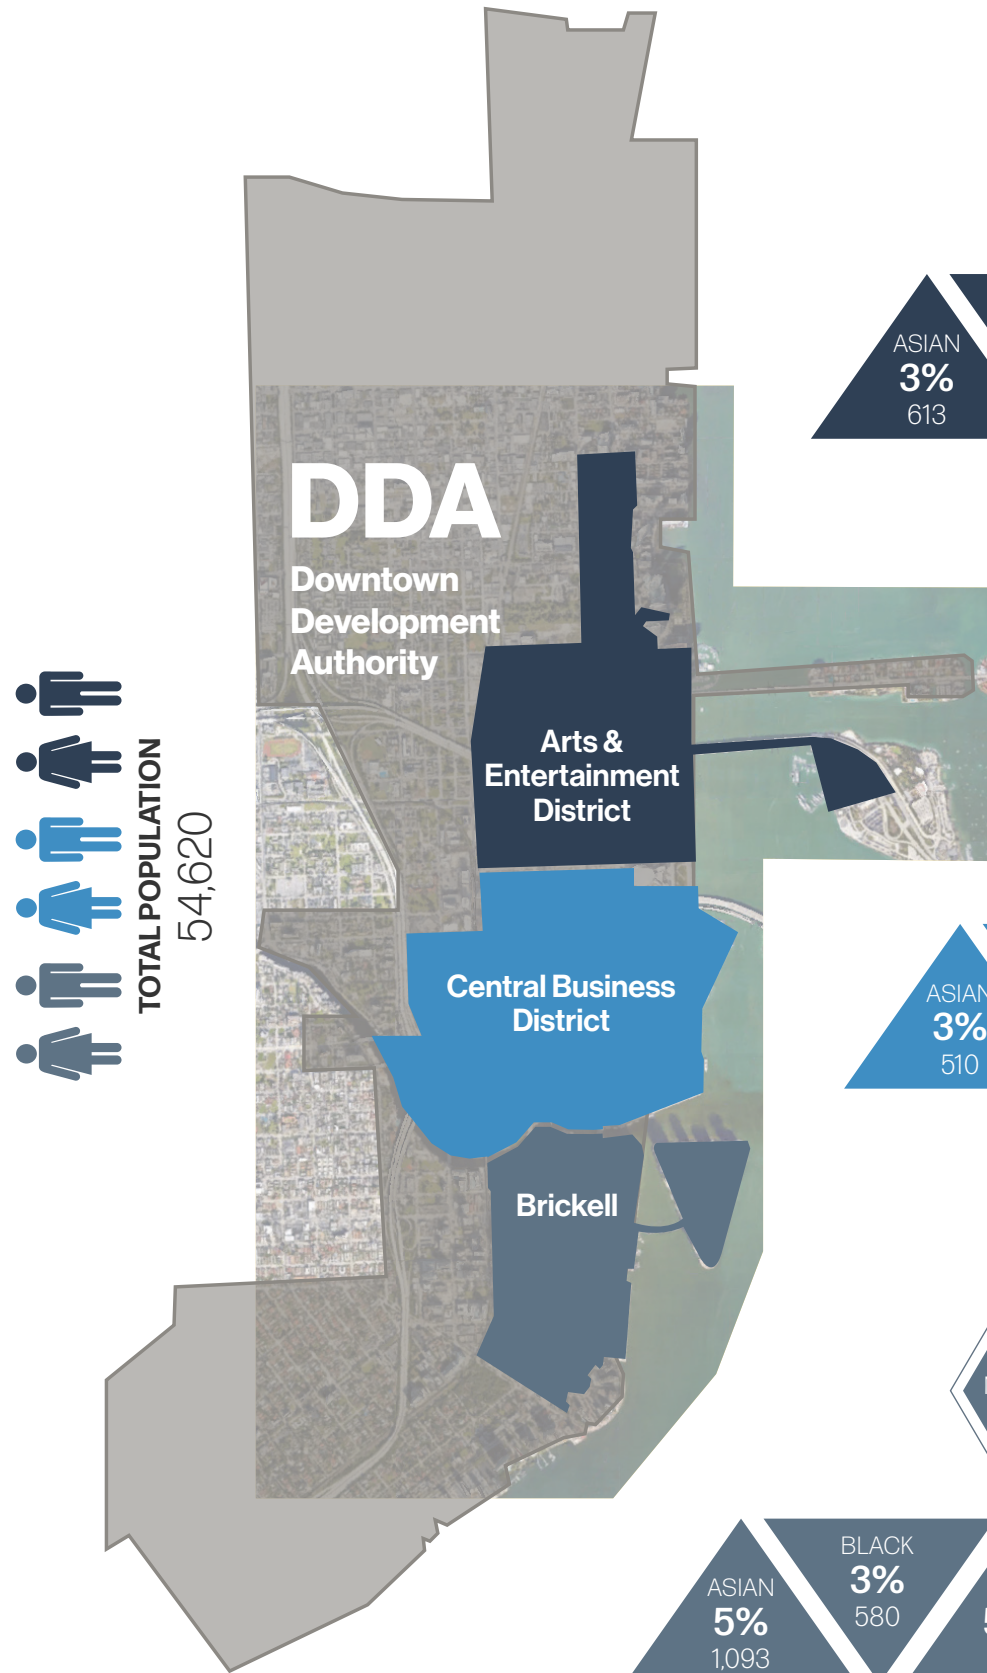 ASIAN
3%
613
DDA
Downtown
Development
Authority
TOTAL POPULATION
54,620
Arts &
Entertainment
District
Central Business
District
ASIAN
3%
510
Brickell
ASIAN
5%
1,093
BLACK
3%
580